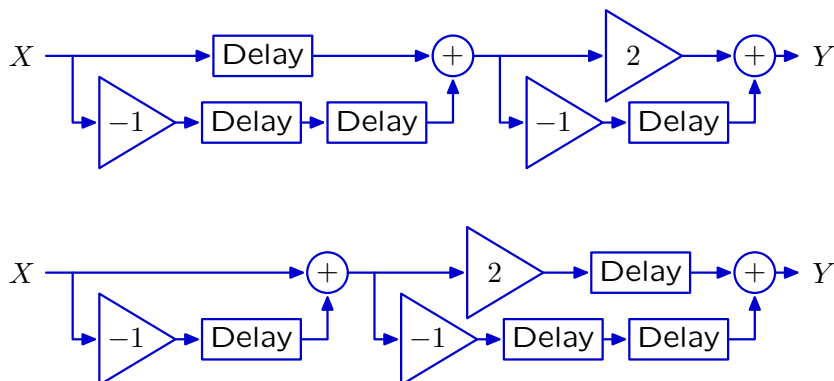 X Delay + 2 + Y
−1 Delay Delay −1 Delay
X + 2 Delay + Y
−1 Delay −1 Delay Delay